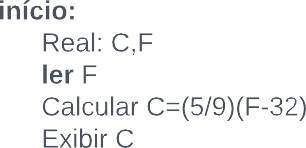 início:
Real: C,F
ler F
Calcular C=(5/9)(F-32)
Exibir C